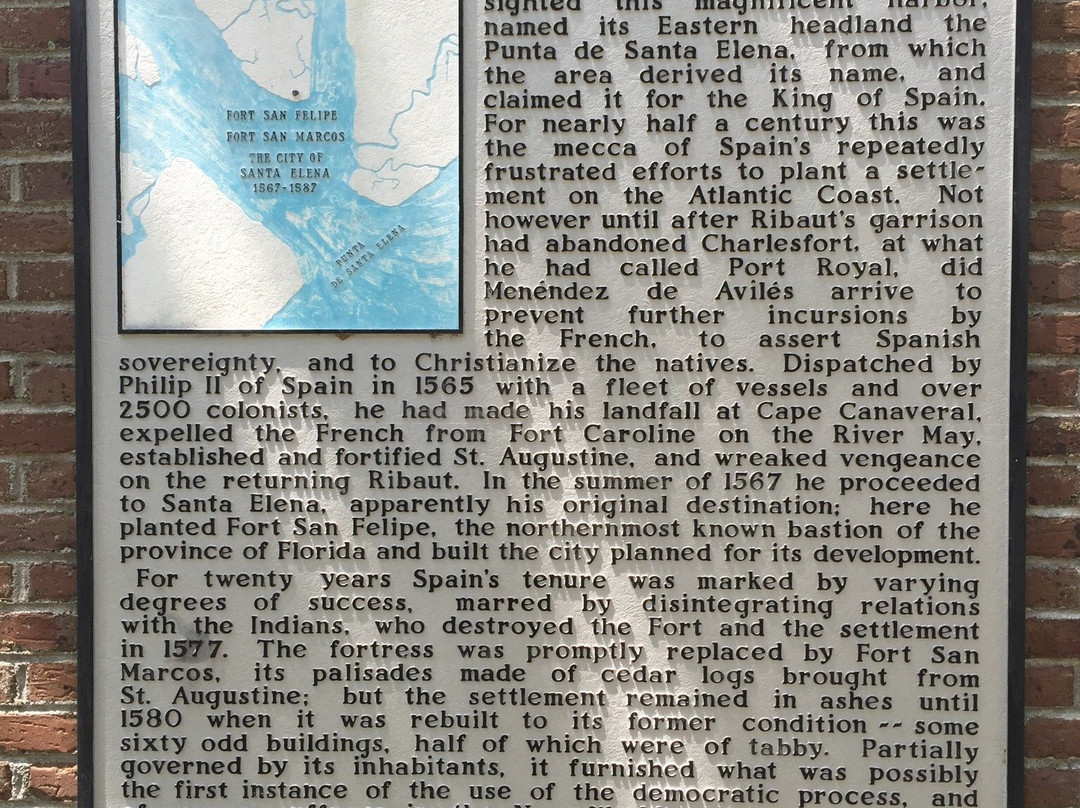 FORT SAN FELIPE
FORT SAN MARCOS
THE CITY OF
SANTA ELENA
1567-1587
PUNTA
DE SANTA ELENA
sighted this magnificent harbor,
named its Eastern headland the
Punta de Santa Elena, from which
the area derived its name, and
claimed it for the King of Spain.
For nearly half a century this was
the mecca of Spain's repeatedly
frustrated efforts to plant a settle-
ment on the Atlantic Coast. Not
however until after Ribaut's garrison
had abandoned Charlesfort, at what
he had called Port Royal, did
Menéndez de Avilés arrive to
prevent further incursions by
the French, to assert Spanish
sovereignty, and to Christianize the natives. Dispatched by
Philip II of Spain in 1565 with a fleet of vessels and over
2500 colonists, he had made his landfall at Cape Canaveral,
expelled the French from Fort Caroline on the River May,
established and fortified St. Augustine, and wreaked vengeance
on the returning Ribaut. In the summer of 1567 he proceeded
to Santa Elena, apparently his original destination; here he
planted Fort San Felipe, the northernmost known bastion of the
province of Florida and built the city planned for its development.
For twenty years Spain's tenure was marked by varying
degrees of success, marred by disintegrating relations
with the Indians, who destroyed the Fort and the settlement
in 1577. The fortress was promptly replaced by Fort San
Marcos, its palisades made of cedar logs brought from
St. Augustine; but the settlement remained in ashes until
1580 when it was rebuilt to its former condition -- some
sixty odd buildings, half of which were of tabby. Partially
governed by its inhabitants, it furnished what was possibly
the first instance of the use of the democratic process, and